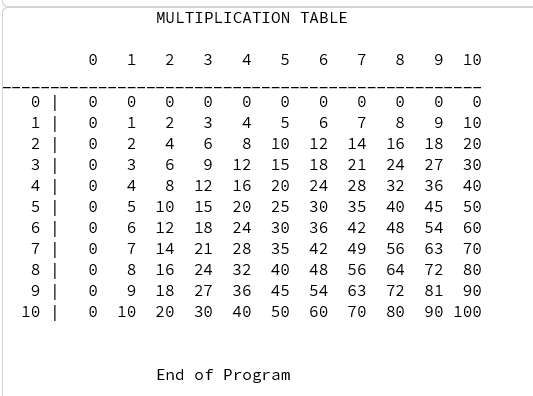 MULTIPLICATION TABLE

         0   1   2   3   4   5   6   7   8   9  10
__________________________________________________
   0 |   0   0   0   0   0   0   0   0   0   0   0
   1 |   0   1   2   3   4   5   6   7   8   9  10
   2 |   0   2   4   6   8  10  12  14  16  18  20
   3 |   0   3   6   9  12  15  18  21  24  27  30
   4 |   0   4   8  12  16  20  24  28  32  36  40
   5 |   0   5  10  15  20  25  30  35  40  45  50
   6 |   0   6  12  18  24  30  36  42  48  54  60
   7 |   0   7  14  21  28  35  42  49  56  63  70
   8 |   0   8  16  24  32  40  48  56  64  72  80
   9 |   0   9  18  27  36  45  54  63  72  81  90
  10 |   0  10  20  30  40  50  60  70  80  90 100

                End of Program